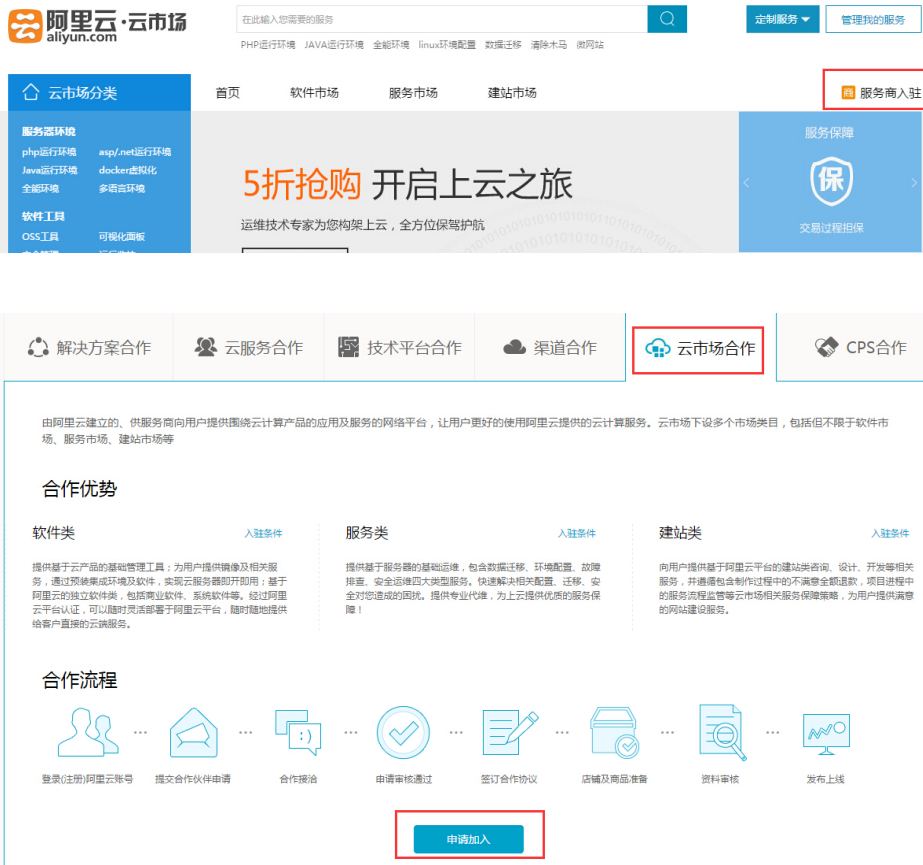 阿里云·云市场
aliyun.com
在此输入您需要的服务
定制服务
管理我的服务
PHP运行环境 JAVA运行环境 全能环境 linux环境配置 数据迁移 清除木马 微网站
云市场分类
首页
软件市场
服务市场
建站市场
商 服务商入驻
服务器环境
php运行环境 asp/.net运行环境
Java运行环境 docker虚拟化
全能环境 多语言环境
软件工具
OSS工具 可视化面板
5折抢购 开启上云之旅
运维技术专家为您构架上云，全方位保驾护航
服务保障
保
交易过程担保
解决方案合作
云服务合作
技术平台合作
渠道合作
云市场合作
CPS合作
由阿里云建立的、供服务商向用户提供围绕云计算产品的应用及服务的网络平台，让用户更好的使用阿里云提供的云计算服务。云市场下设多个市场类目，包括但不限于软件市
场、服务市场、建站市场等
合作优势
软件类 入驻条件
提供基于云产品的基础管理工具；为用户提供镜像及相关服
务，通过预装集成环境及软件，实现云服务器即开即用；基于
阿里云的独立软件类，包括商业软件、系统软件等。经过阿里
云平台认证，可以随时灵活部署于阿里云平台，随时随地提供
给客户直接的云端服务。
服务类 入驻条件
提供基于服务器的基础运维，包含数据迁移、环境配置、故障
排查、安全运维四大类型服务。快速解决相关配置、迁移、安
全对您造成的困扰。提供专业代维，为上云提供优质的服务保
障！
建站类 入驻条件
向用户提供基于阿里云平台的建站类咨询、设计、开发等相关
服务，并遵循包含制作过程中的不满意全额退款，项目进程中
的服务流程监管等云市场相关服务保障策略，为用户提供满意
的网站建设服务。
合作流程
登录(注册)阿里云账号
提交合作伙伴申请
合作接洽
申请审核通过
签订合作协议
店铺及商品准备
资料审核
发布上线
申请加入